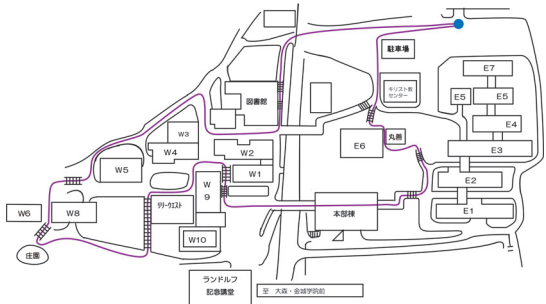 駐車場
E7
キリスト教
センター
E5
E5
図書館
E4
W3
丸善
E6
E3
W4
W2
W5
W1
E2
W
9
リリーウエスト
W6
W8
本部棟
E1
W10
荘園
ランドルフ
記念講堂
至 大森・金城学院前